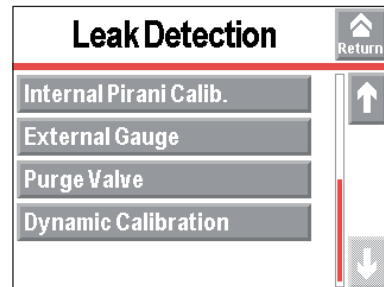 Leak Detection
Return
Internal Pirani Calib.
External Gauge
Purge Valve
Dynamic Calibration